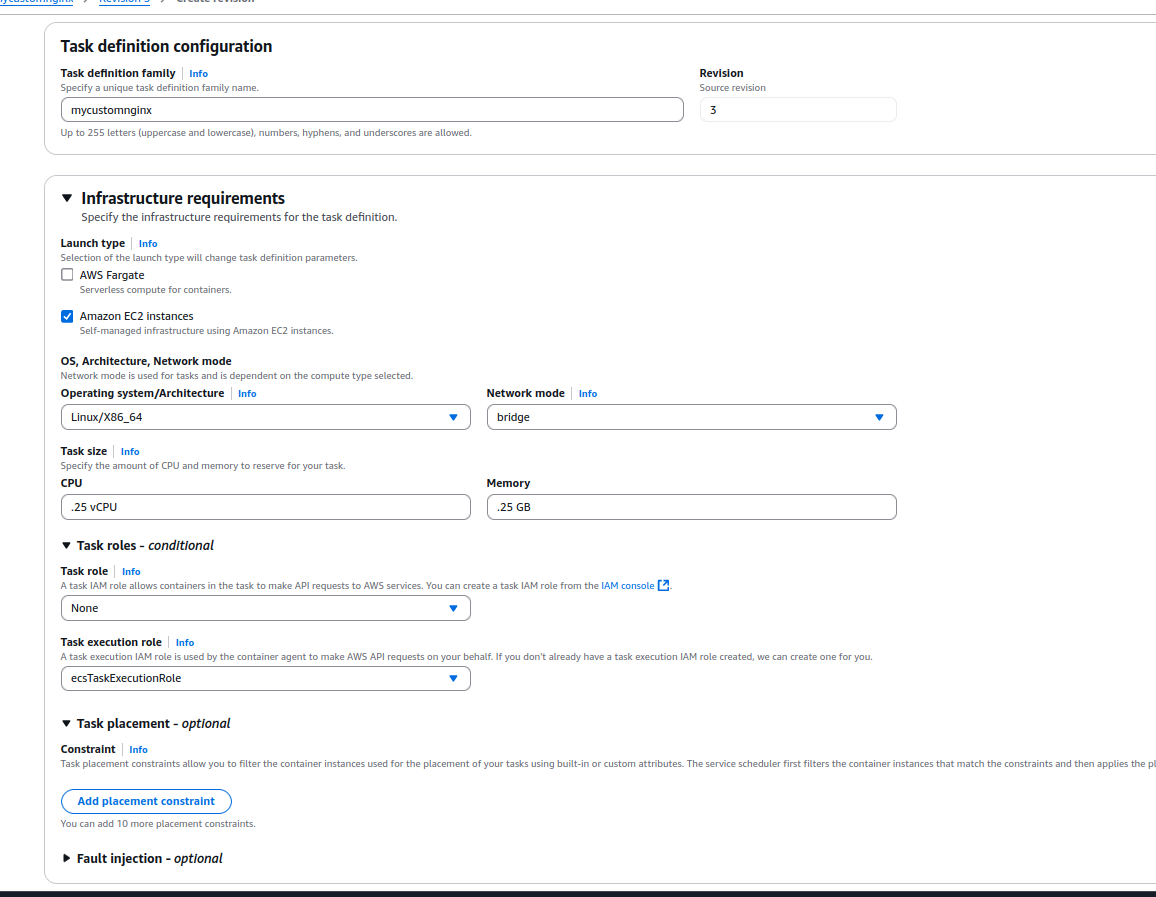 mycustomnginx > Revision 3 > Create revision
Task definition configuration
Task definition family | Info
Specify a unique task definition family name.
mycustomnginx
Up to 255 letters (uppercase and lowercase), numbers, hyphens, and underscores are allowed.
Revision
Source revision
3
Infrastructure requirements
Specify the infrastructure requirements for the task definition.
Launch type | Info
Selection of the launch type will change task definition parameters.
AWS Fargate
Serverless compute for containers.
Amazon EC2 instances
Self-managed infrastructure using Amazon EC2 instances.
OS, Architecture, Network mode
Network mode is used for tasks and is dependent on the compute type selected.
Operating system/Architecture | Info
Linux/X86_64
Network mode | Info
bridge
Task size | Info
Specify the amount of CPU and memory to reserve for your task.
CPU
.25 vCPU
Memory
.25 GB
Task roles - conditional
Task role | Info
A task IAM role allows containers in the task to make API requests to AWS services. You can create a task IAM role from the IAM console.
None
Task execution role | Info
A task execution IAM role is used by the container agent to make AWS API requests on your behalf. If you don't already have a task execution IAM role created, we can create one for you.
ecsTaskExecutionRole
Task placement - optional
Constraint | Info
Task placement constraints allow you to filter the container instances used for the placement of your tasks using built-in or custom attributes. The service scheduler first filters the container instances that match the constraints and then applies the pl
Add placement constraint
You can add 10 more placement constraints.
Fault injection - optional